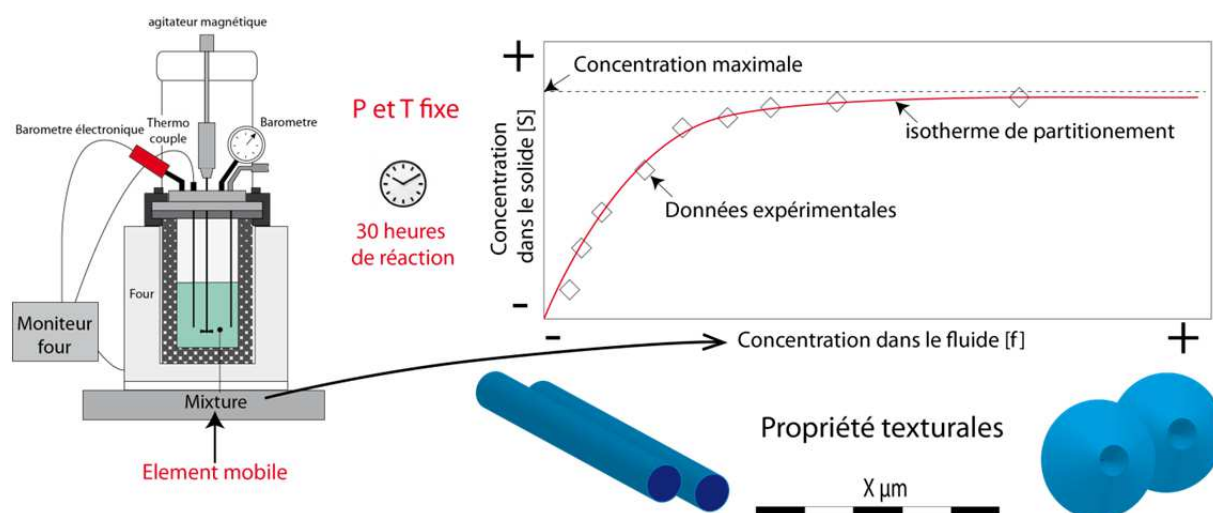 agitateur magnétique
Barometre électronique
Thermo
couple
Barometre
P et T fixe
30 heures
de réaction
Four
Moniteur
four
Mixture
Element mobile
+
Concentration
dans le solide [S]
-
Concentration maximale
isotherme de partitionement
Données expérimentales
-
Concentration dans le fluide [f]
+
Propriété texturales
X µm